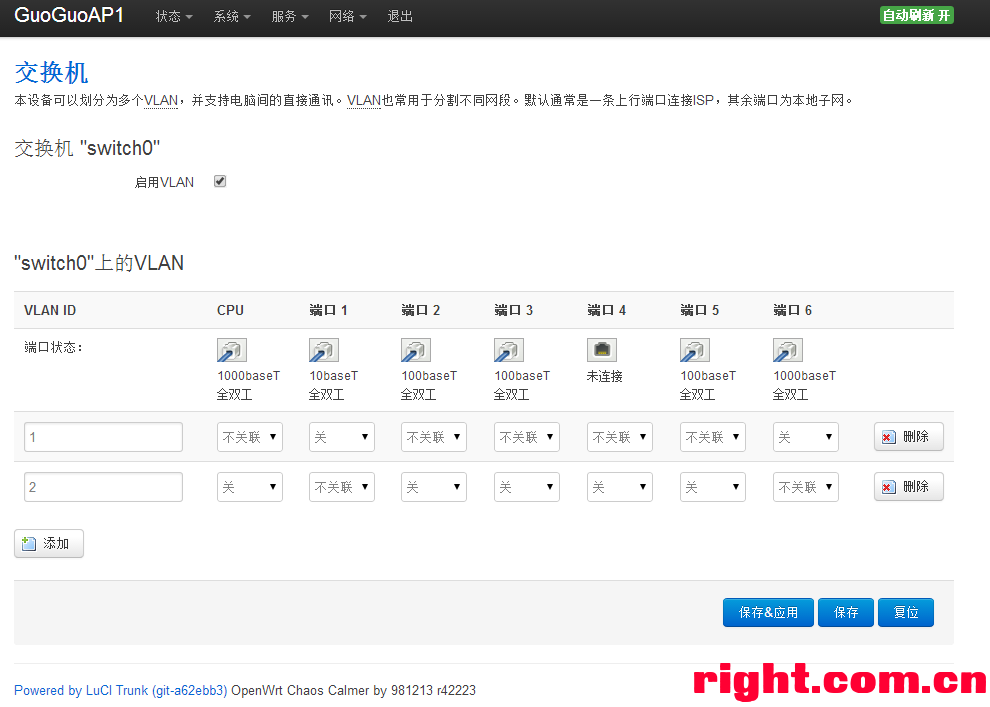 GuoGuoAP1 状态 系统 服务 网络 退出 自动刷新 开
交换机
本设备可以划分为多个VLAN，并支持电脑间的直接通讯。VLAN也常用于分割不同网段。默认通常是一条上行端口连接ISP，其余端口为本地子网。
交换机 "switch0"
启用VLAN
"switch0"上的VLAN
VLAN ID CPU 端口 1 端口 2 端口 3 端口 4 端口 5 端口 6
端口状态：
1000baseT 10baseT 100baseT 100baseT 未连接 100baseT 1000baseT
全双工 全双工 全双工 全双工 全双工 全双工
1 不关联 关 不关联 不关联 不关联 不关联 关 删除
2 关 不关联 关 关 关 关 不关联 删除
添加
保存&应用 保存 复位
Powered by LuCI Trunk (git-a62ebb3) OpenWrt Chaos Calmer by 981213 r42223
right.com.cn